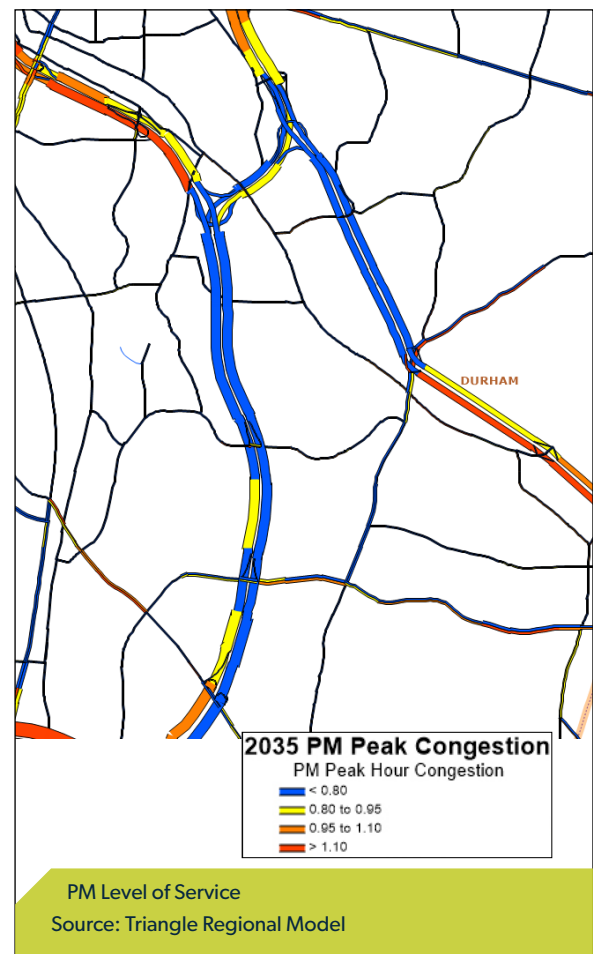 DURHAM
2035 PM Peak Congestion
PM Peak Hour Congestion
< 0.80
0.80 to 0.95
0.95 to 1.10
> 1.10
PM Level of Service
Source: Triangle Regional Model